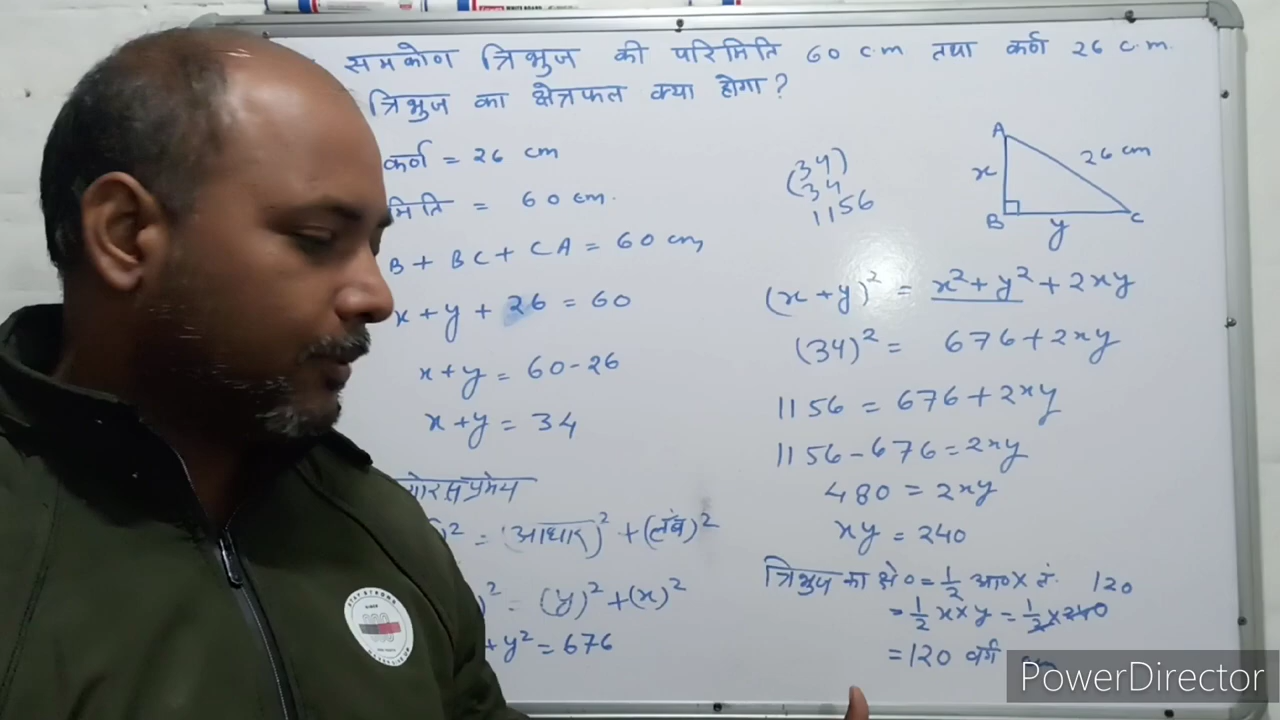 समकोण त्रिभुज की परिमिति 60 c.m तथा कर्ण 26 c.m.
त्रिभुज का क्षेत्रफल क्या होगा ?
कर्ण = 26 cm
मिति = 60 cm.
B + BC + CA = 60 cm
x + y + 26 = 60
x + y = 60 - 26
x + y = 34
)² = (आधार)² + (लंब)²
)² = (y)² + (x)²
+ y² = 676
(34)
(34
1156
A
x
26 cm
B
y
C
(x + y)² = x² + y² + 2xy
(34)² = 676 + 2xy
1156 = 676 + 2xy
1156 - 676 = 2xy
480 = 2xy
xy = 240
त्रिभुज का क्षे० = 1/2 आ० × लं.
120
= 1/2 x × y = 1/2 × 240
= 120 वर्ग cm
PowerDirector